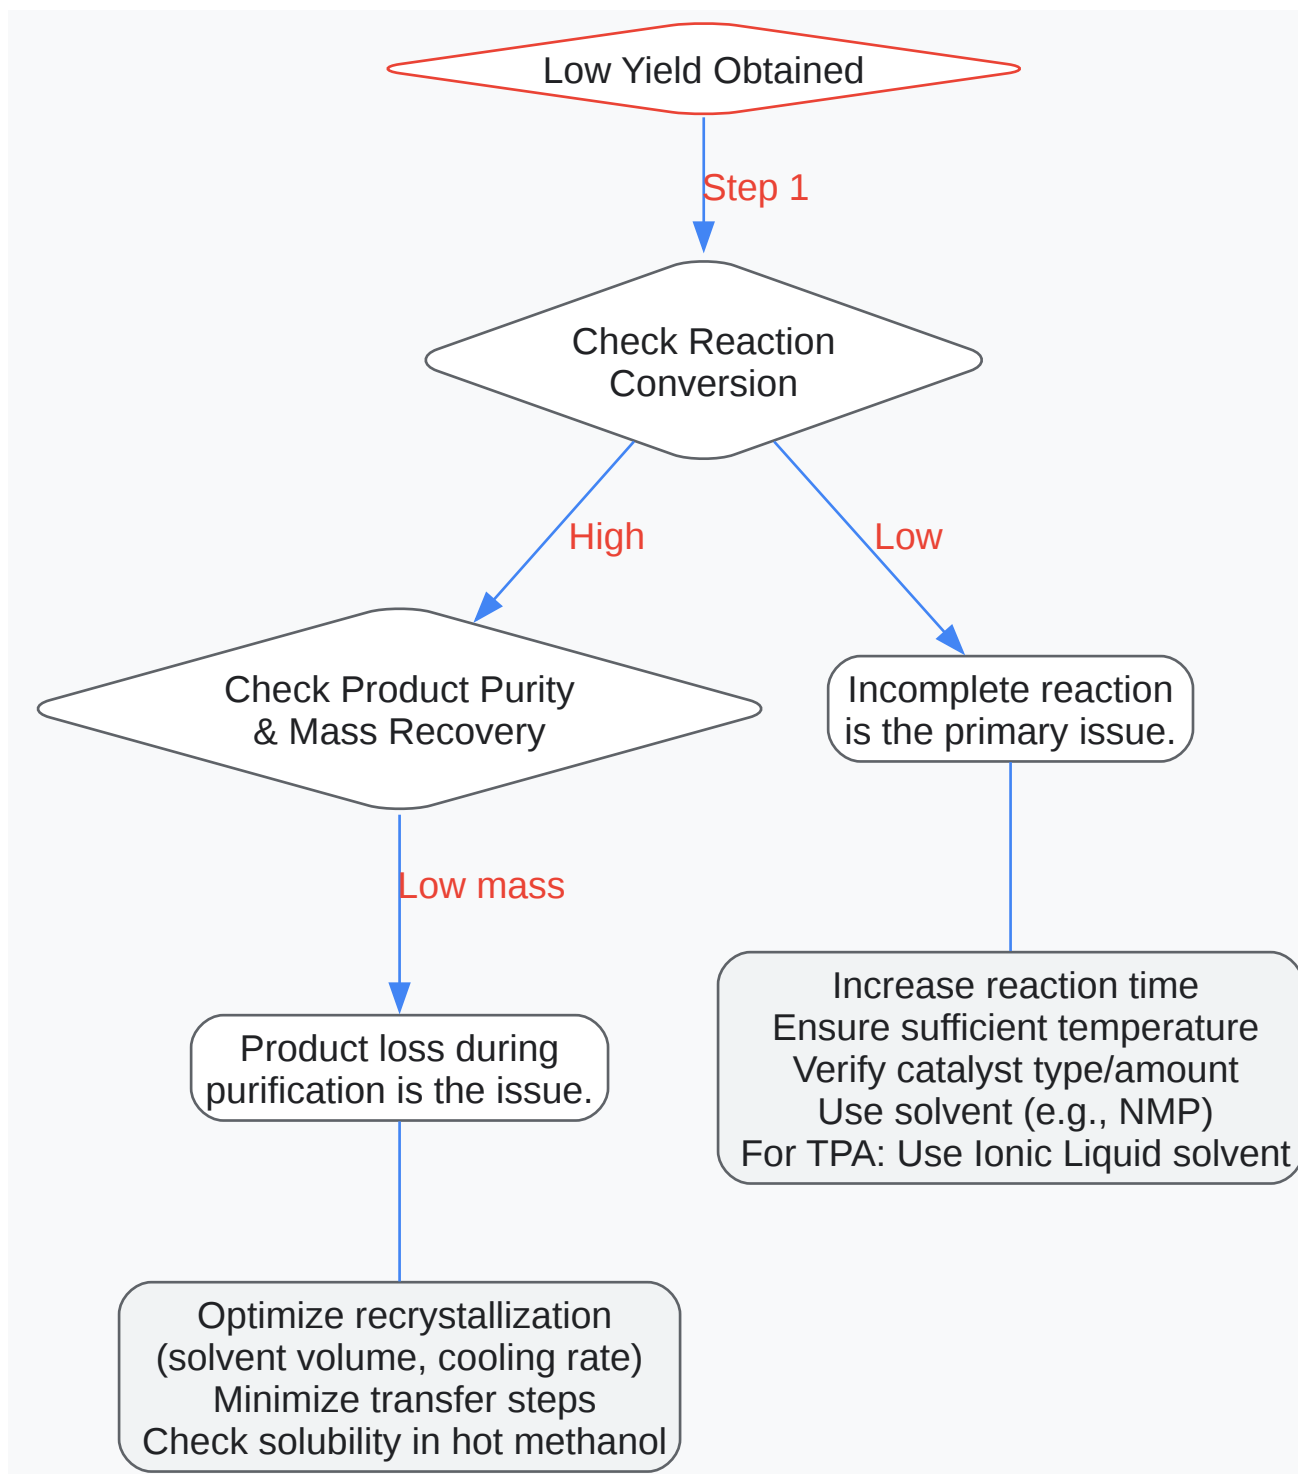 Low Yield Obtained
Step 1
Check Reaction
Conversion
High
Low
Check Product Purity
& Mass Recovery
Incomplete reaction
is the primary issue.
Low mass
Increase reaction time
Ensure sufficient temperature
Verify catalyst type/amount
Use solvent (e.g., NMP)
For TPA: Use Ionic Liquid solvent
Product loss during
purification is the issue.
Optimize recrystallization
(solvent volume, cooling rate)
Minimize transfer steps
Check solubility in hot methanol